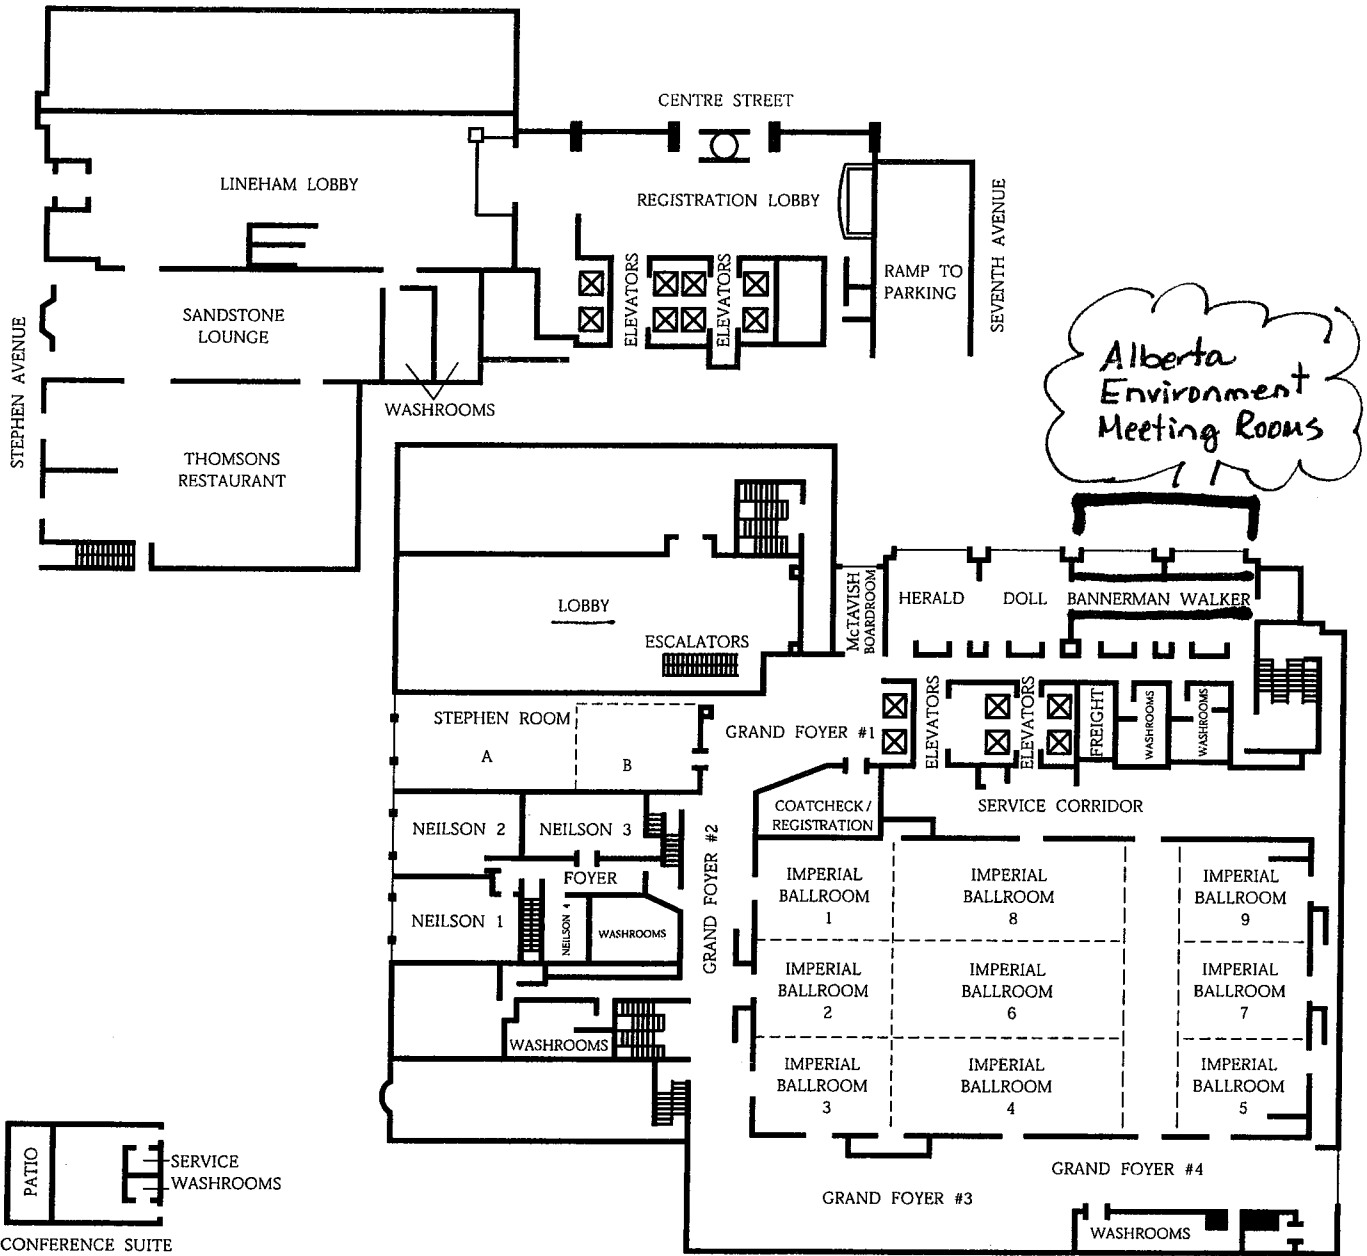 CENTRE STREET
LINEHAM LOBBY
REGISTRATION LOBBY
SEVENTH AVENUE
ELEVATORS
ELEVATORS
RAMP TO
PARKING
SANDSTONE
LOUNGE
STEPHEN AVENUE
WASHROOMS
THOMSONS
RESTAURANT
Alberta
Environment
Meeting Rooms
LOBBY
ESCALATORS
McTAVISH
BOARDROOM
HERALD
DOLL
BANNERMAN
WALKER
STEPHEN ROOM
A
B
GRAND FOYER #1
ELEVATORS
ELEVATORS
FREIGHT
WASHROOMS
WASHROOMS
COATCHECK/
REGISTRATION
SERVICE CORRIDOR
NEILSON 2
NEILSON 3
FOYER
GRAND FOYER #2
NEILSON 1
NEILSON 4
WASHROOMS
WASHROOMS
IMPERIAL
BALLROOM
1
IMPERIAL
BALLROOM
8
IMPERIAL
BALLROOM
9
IMPERIAL
BALLROOM
2
IMPERIAL
BALLROOM
6
IMPERIAL
BALLROOM
7
IMPERIAL
BALLROOM
3
IMPERIAL
BALLROOM
4
IMPERIAL
BALLROOM
5
GRAND FOYER #4
GRAND FOYER #3
WASHROOMS
PATIO
SERVICE
WASHROOMS
CONFERENCE SUITE